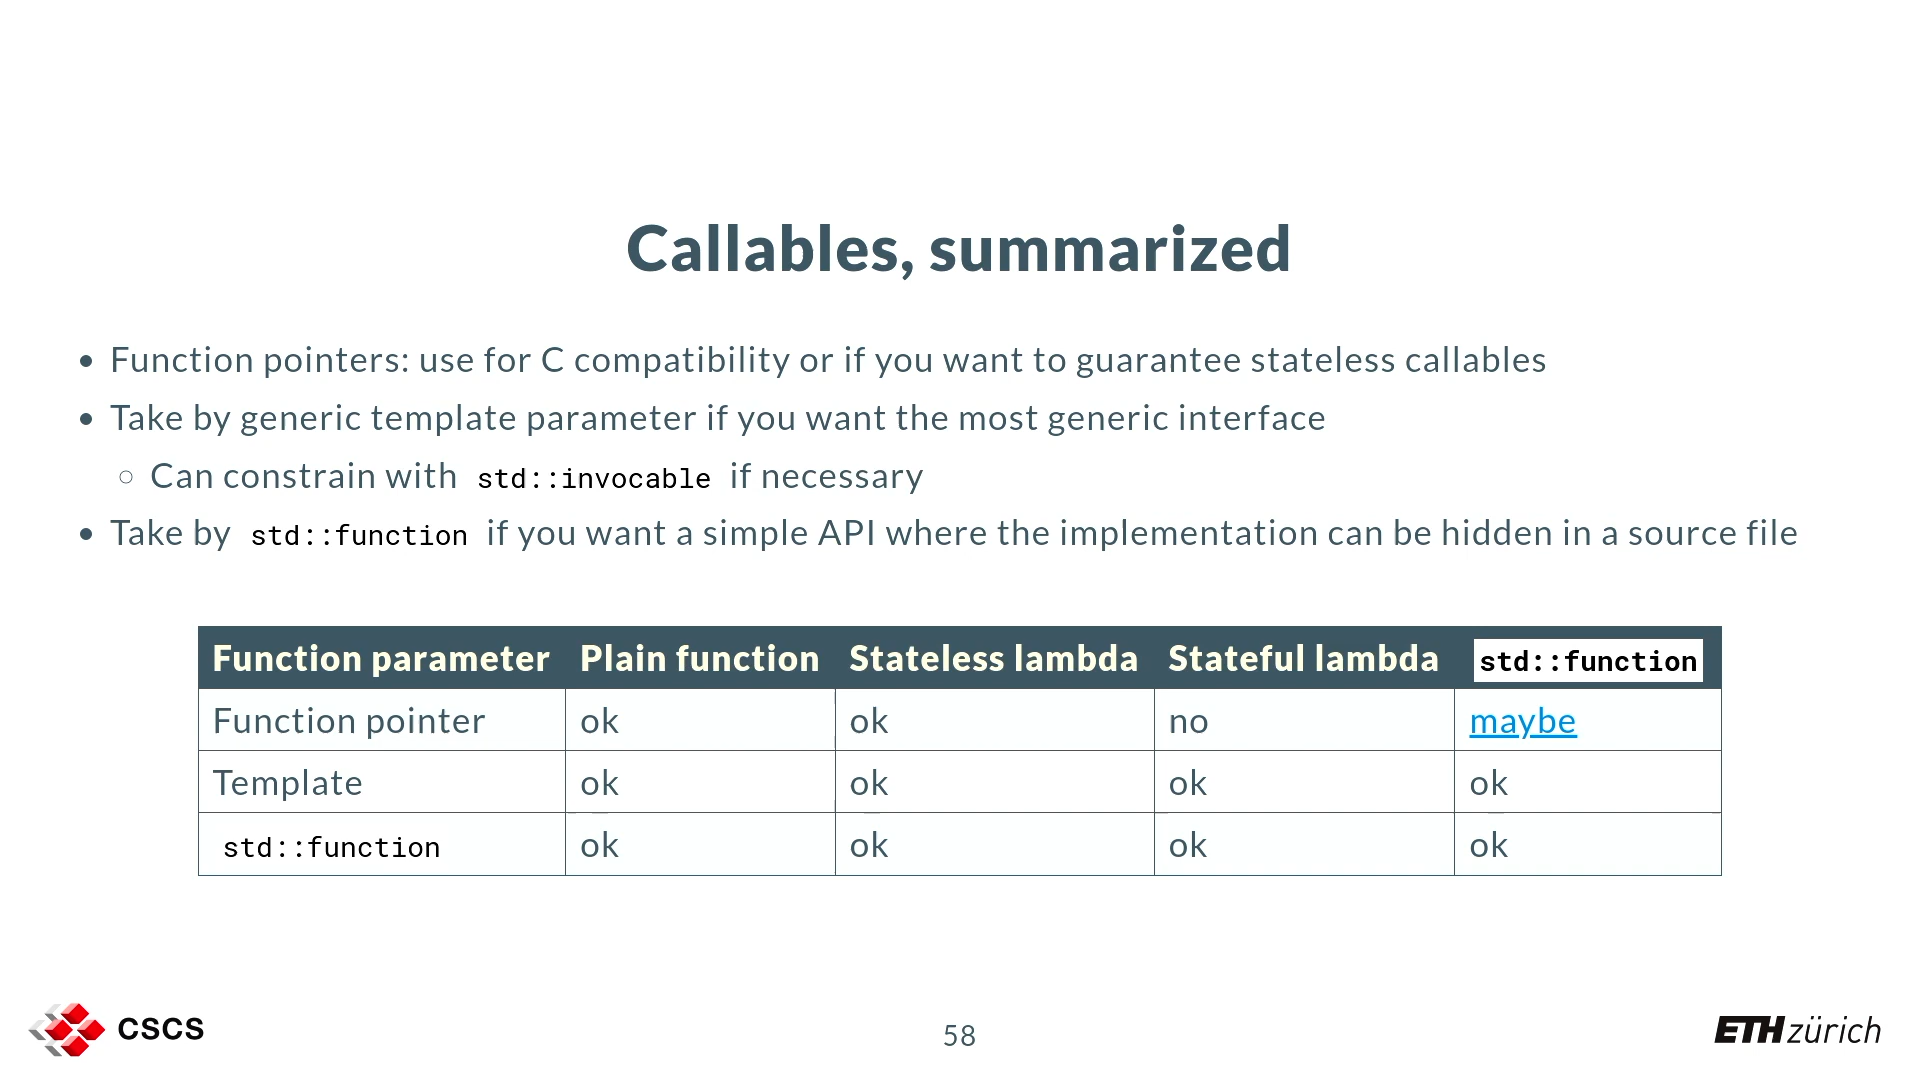 Callables, summarized
• Function pointers: use for C compatibility or if you want to guarantee stateless callables
• Take by generic template parameter if you want the most generic interface
○ Can constrain with std::invocable if necessary
• Take by std::function if you want a simple API where the implementation can be hidden in a source file
Function parameter Plain function Stateless lambda Stateful lambda std::function
Function pointer ok ok no maybe
Template ok ok ok ok
std::function ok ok ok ok
CSCS 58 ETH zürich